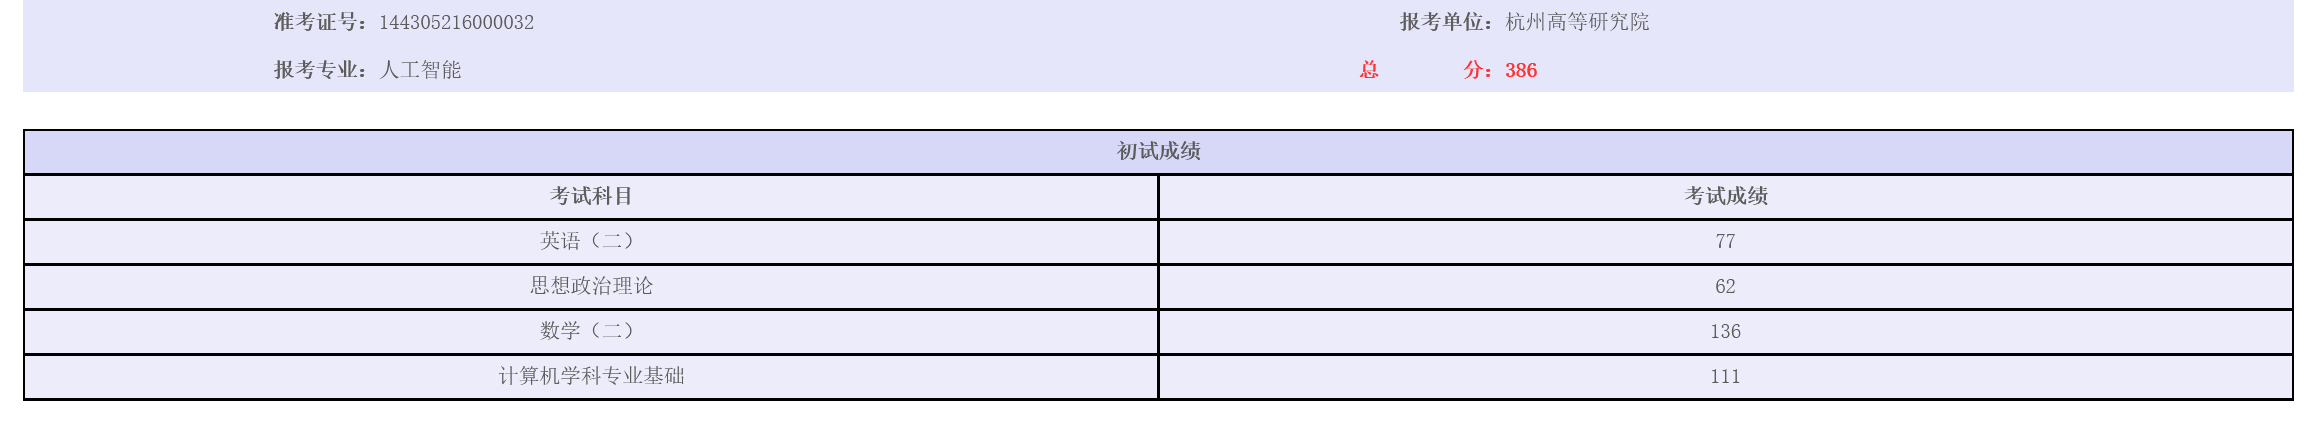 准考证号：144305216000032 报考单位：杭州高等研究院
报考专业：人工智能 总 分：386
初试成绩
考试科目 考试成绩
英语（二） 77
思想政治理论 62
数学（二） 136
计算机学科专业基础 111